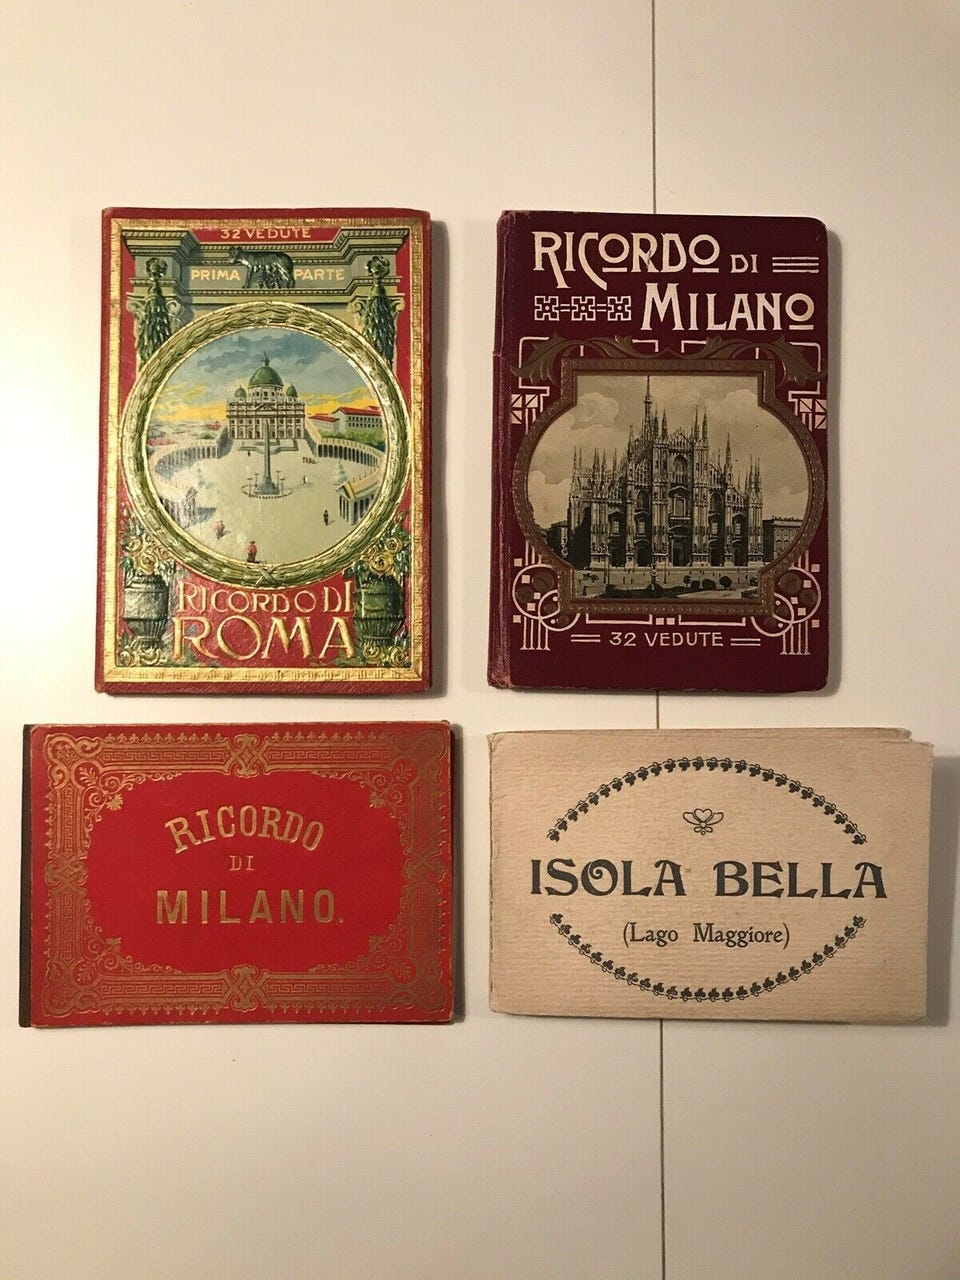 32 VEDUTE
PRIMA PARTE
RICORDO DI
ROMA
RICORDO DI
MILANO
32 VEDUTE
RICORDO
DI
MILANO.
ISOLA BELLA
(Lago Maggiore)